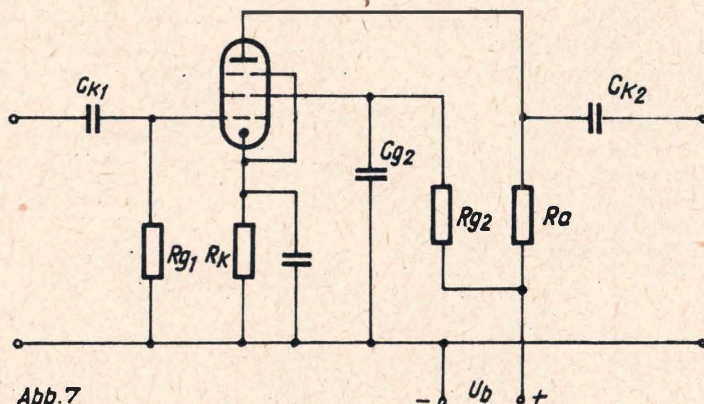 CK1
CK2
Cg2
Rg1
RK
Rg2
Ra
Abb.7
- Ub +